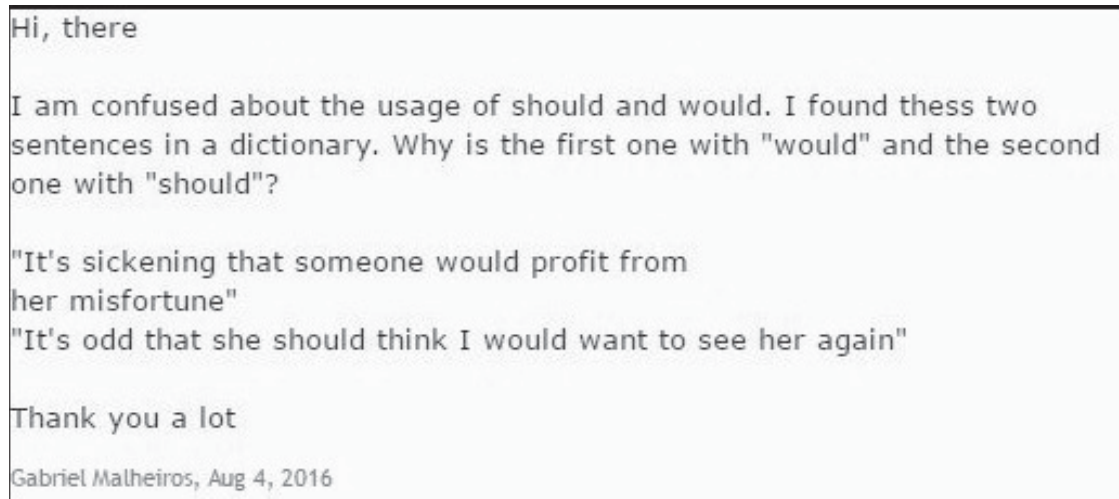 Hi, there
I am confused about the usage of should and would. I found thess two
sentences in a dictionary. Why is the first one with "would" and the second
one with "should"?
"It's sickening that someone would profit from
her misfortune"
"It's odd that she should think I would want to see her again"
Thank you a lot
Gabriel Malheiros, Aug 4, 2016